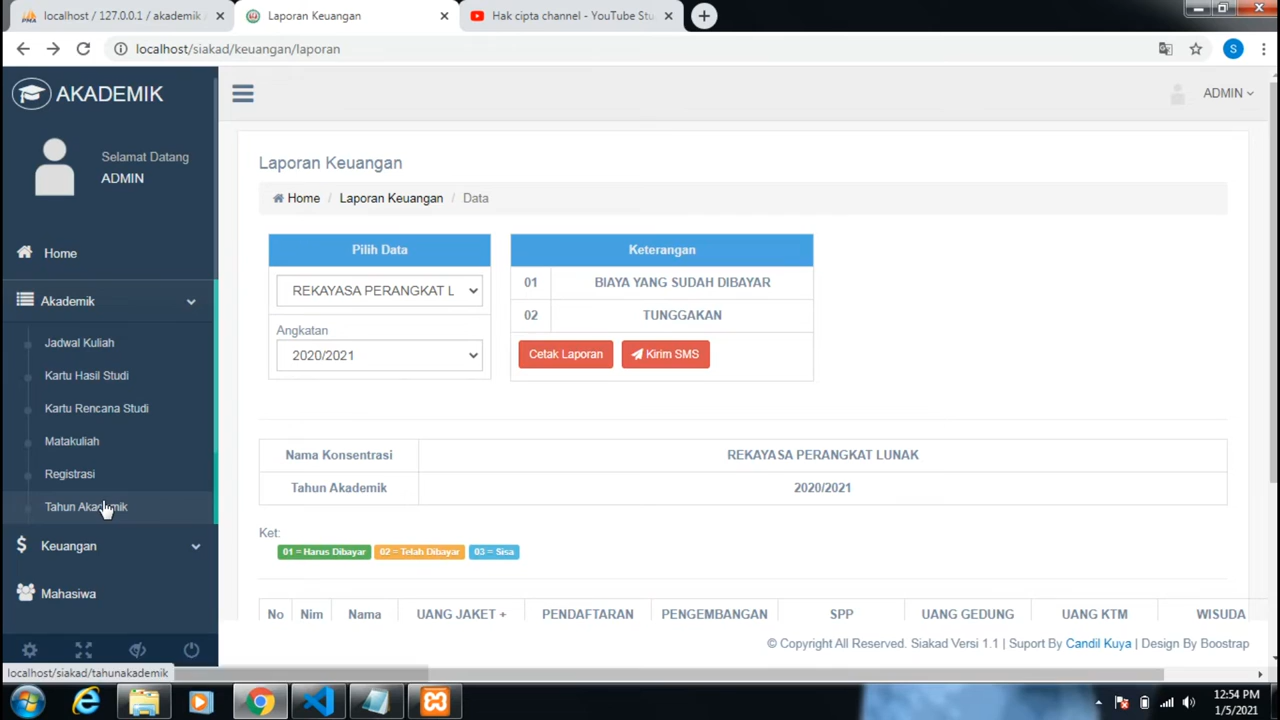 localhost / 127.0.0.1 / akademik
Laporan Keuangan
Hak cipta channel - YouTube Stu
localhost/siakad/keuangan/laporan
S
AKADEMIK
ADMIN
Selamat Datang
ADMIN
Home
Akademik
Jadwal Kuliah
Kartu Hasil Studi
Kartu Rencana Studi
Matakuliah
Registrasi
Tahun Akademik
Keuangan
Mahasiwa
Laporan Keuangan
Home / Laporan Keuangan / Data
Pilih Data
REKAYASA PERANGKAT L
Angkatan
2020/2021
Keterangan
01 BIAYA YANG SUDAH DIBAYAR
02 TUNGGAKAN
Cetak Laporan Kirim SMS
Nama Konsentrasi REKAYASA PERANGKAT LUNAK
Tahun Akademik 2020/2021
Ket:
01 = Harus Dibayar 02 = Telah Dibayar 03 = Sisa
No Nim Nama UANG JAKET + PENDAFTARAN PENGEMBANGAN SPP UANG GEDUNG UANG KTM WISUDA
© Copyright All Reserved. Siakad Versi 1.1 | Suport By Candil Kuya | Design By Boostrap
localhost/siakad/tahunakademik
12:54 PM
1/5/2021